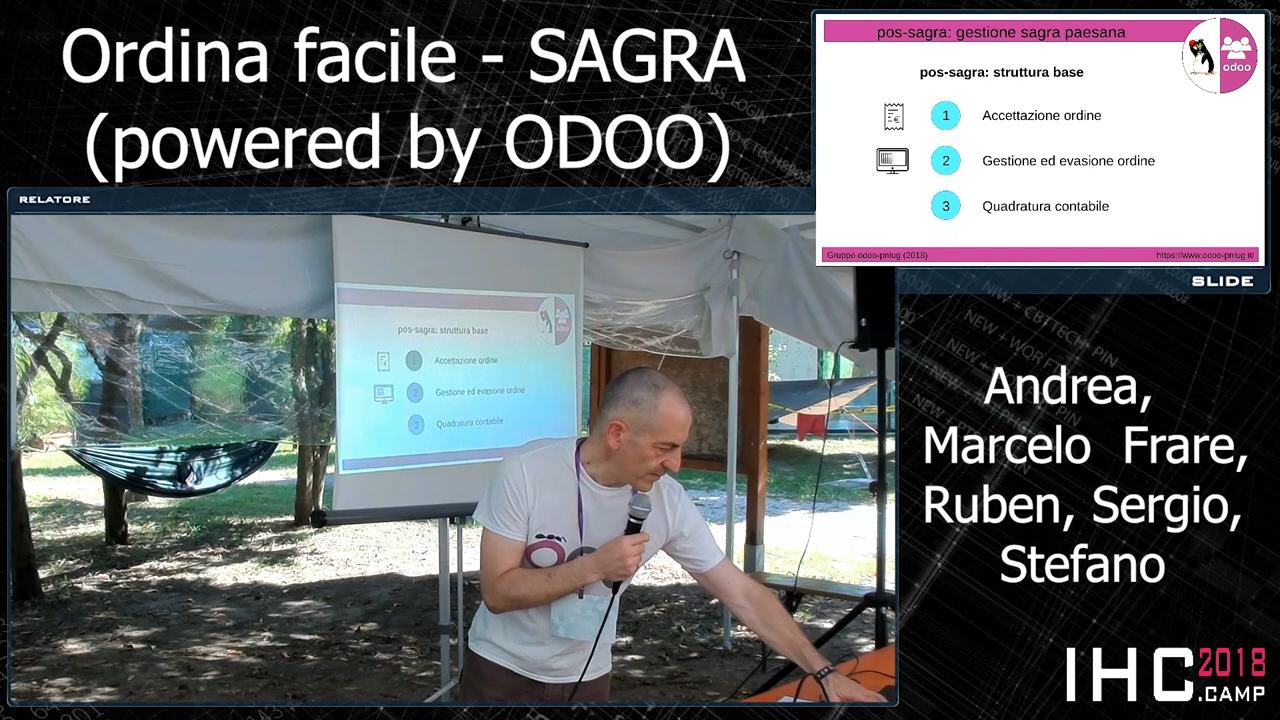 Ordina facile - SAGRA
(powered by ODOO)
RELATORE
pos-sagra: gestione sagra paesana
odoo
pos-sagra: struttura base
1 Accettazione ordine
2 Gestione ed evasione ordine
3 Quadratura contabile
Gruppo odoo-pnlug (2018) https://www.odoo-pnlug.it/
SLIDE
pos-sagra: struttura base
1 Accettazione ordine
2 Gestione ed evasione ordine
3 Quadratura contabile
Andrea,
Marcelo Frare,
Ruben, Sergio,
Stefano
IHC 2018
.CAMP